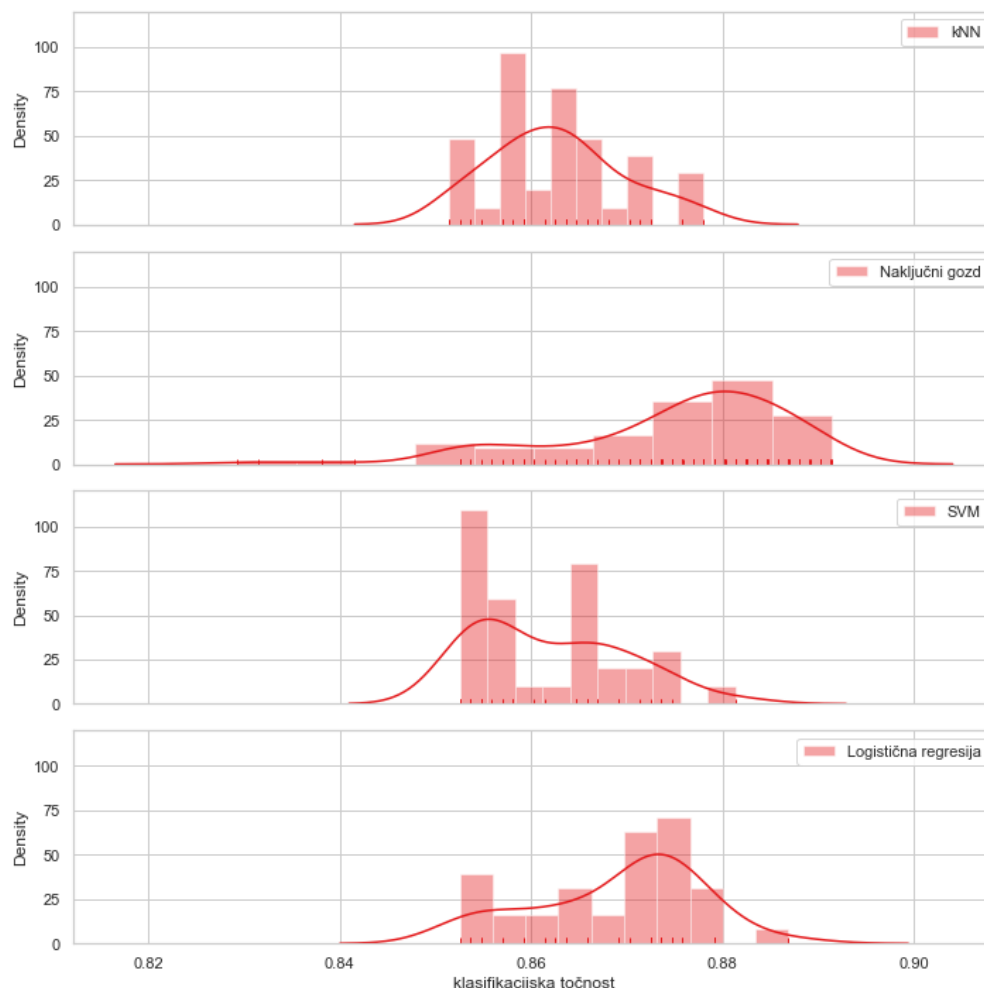 kNN
100
75
50
25
0
Density
Naključni gozd
100
75
50
25
0
Density
SVM
100
75
50
25
0
Density
Logistična regresija
100
75
50
25
0
Density
0.82 0.84 0.86 0.88 0.90
klasifikacijska točnost